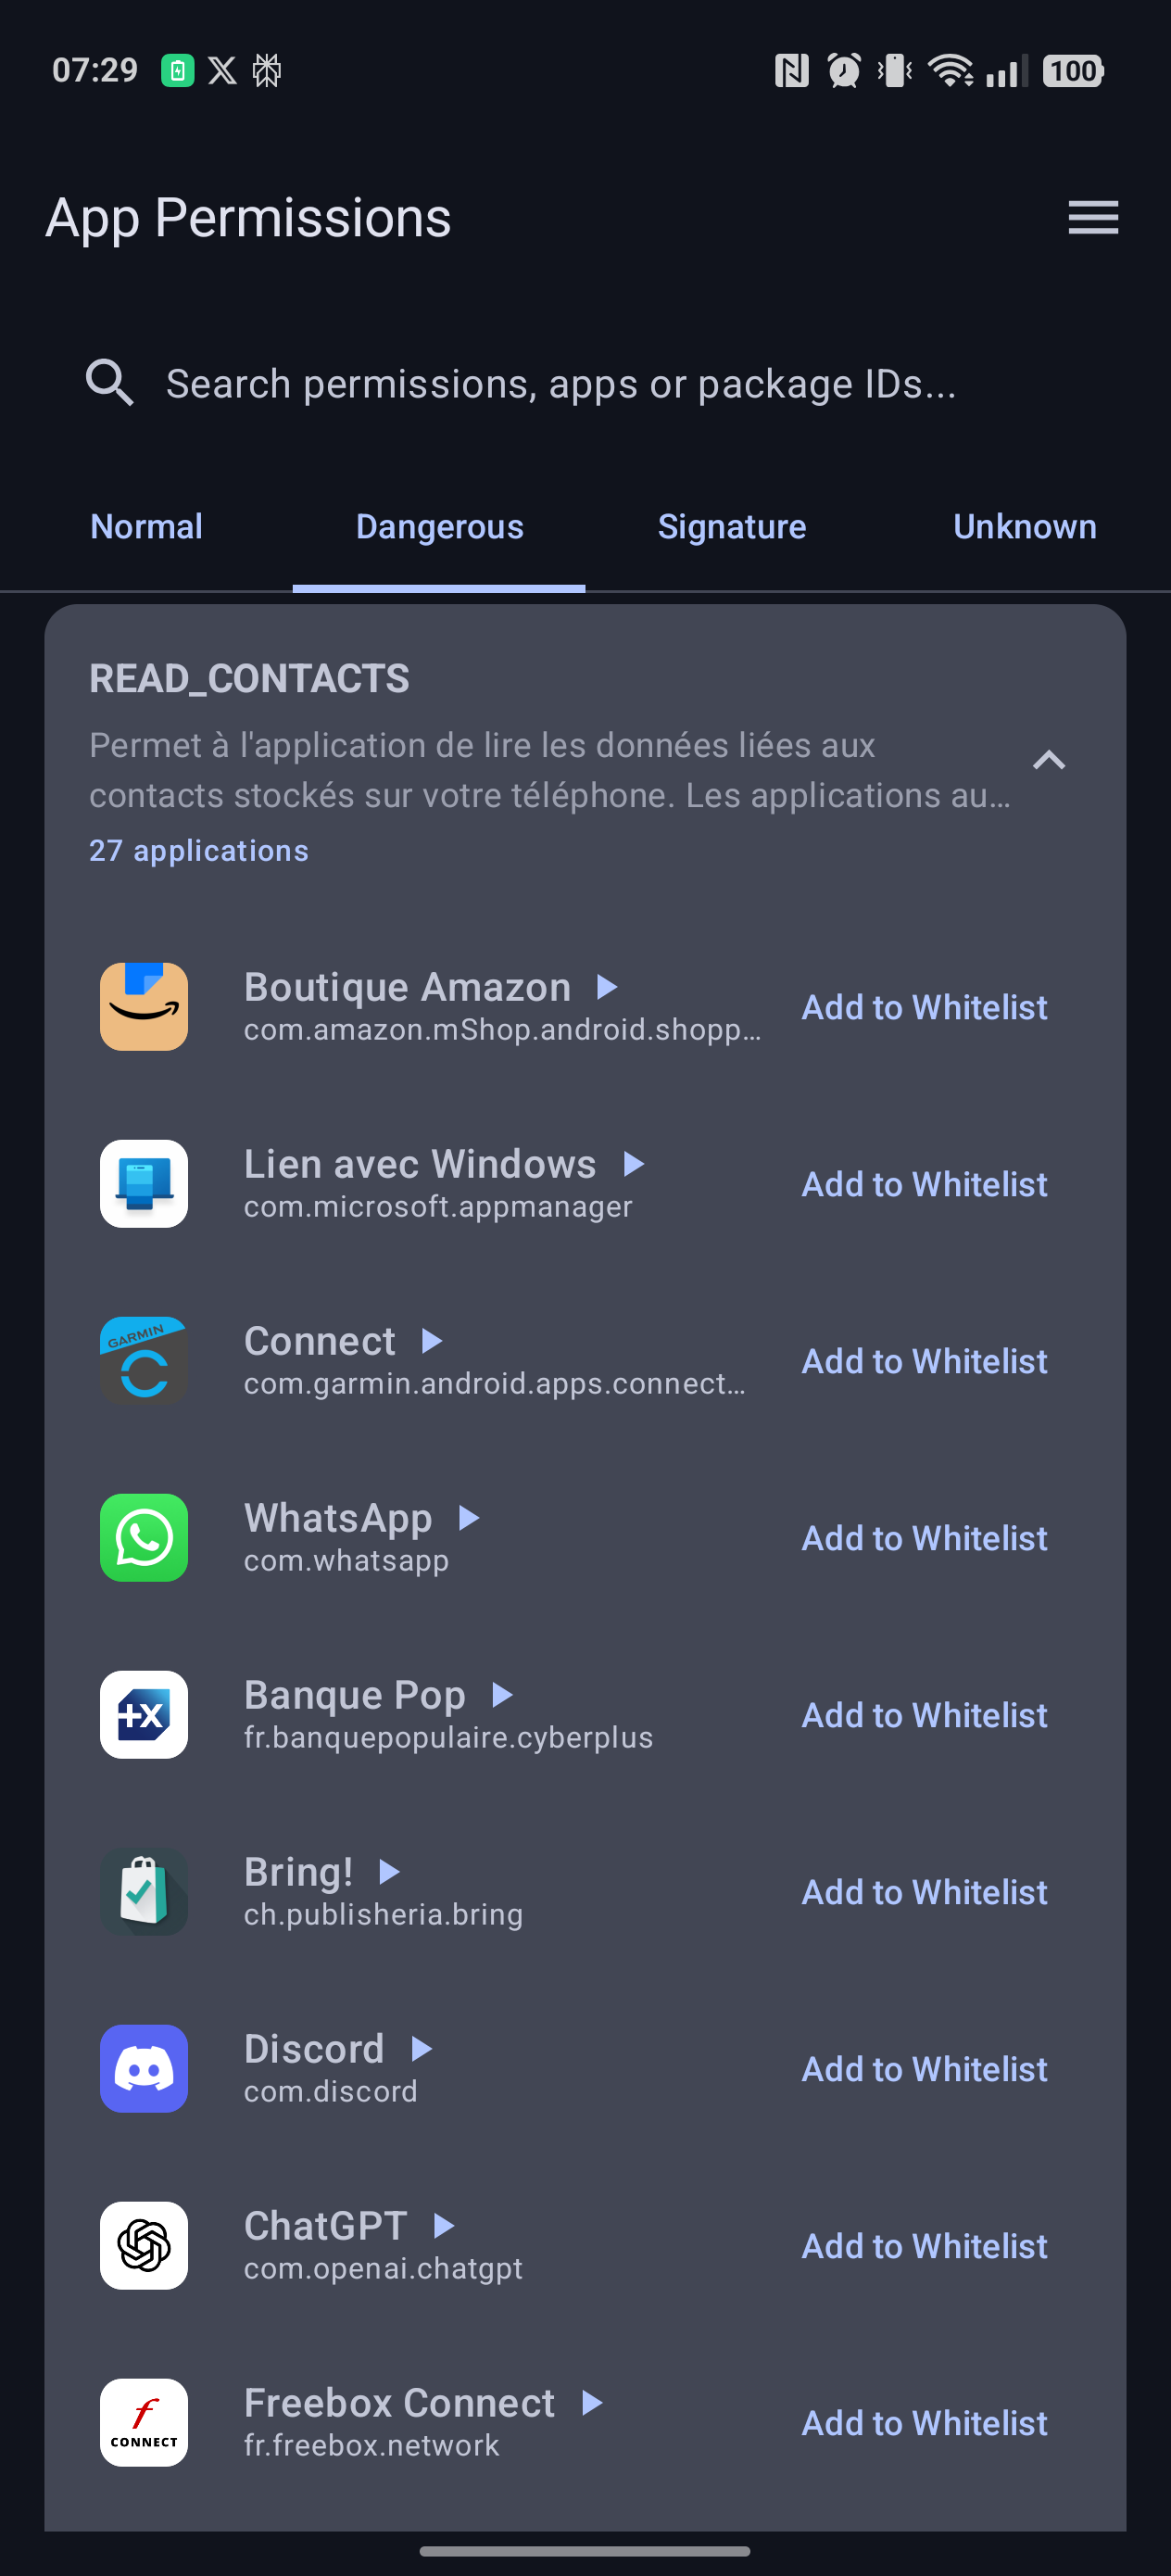 07:29
100
App Permissions
Search permissions, apps or package IDs...
Normal Dangerous Signature Unknown
READ_CONTACTS
Permet à l'application de lire les données liées aux
contacts stockés sur votre téléphone. Les applications au…
27 applications
Boutique Amazon
com.amazon.mShop.android.shopp…
Add to Whitelist
Lien avec Windows
com.microsoft.appmanager
Add to Whitelist
GARMIN
Connect
com.garmin.android.apps.connect…
Add to Whitelist
WhatsApp
com.whatsapp
Add to Whitelist
+X
Banque Pop
fr.banquepopulaire.cyberplus
Add to Whitelist
Bring!
ch.publisheria.bring
Add to Whitelist
Discord
com.discord
Add to Whitelist
ChatGPT
com.openai.chatgpt
Add to Whitelist
f
CONNECT
Freebox Connect
fr.freebox.network
Add to Whitelist